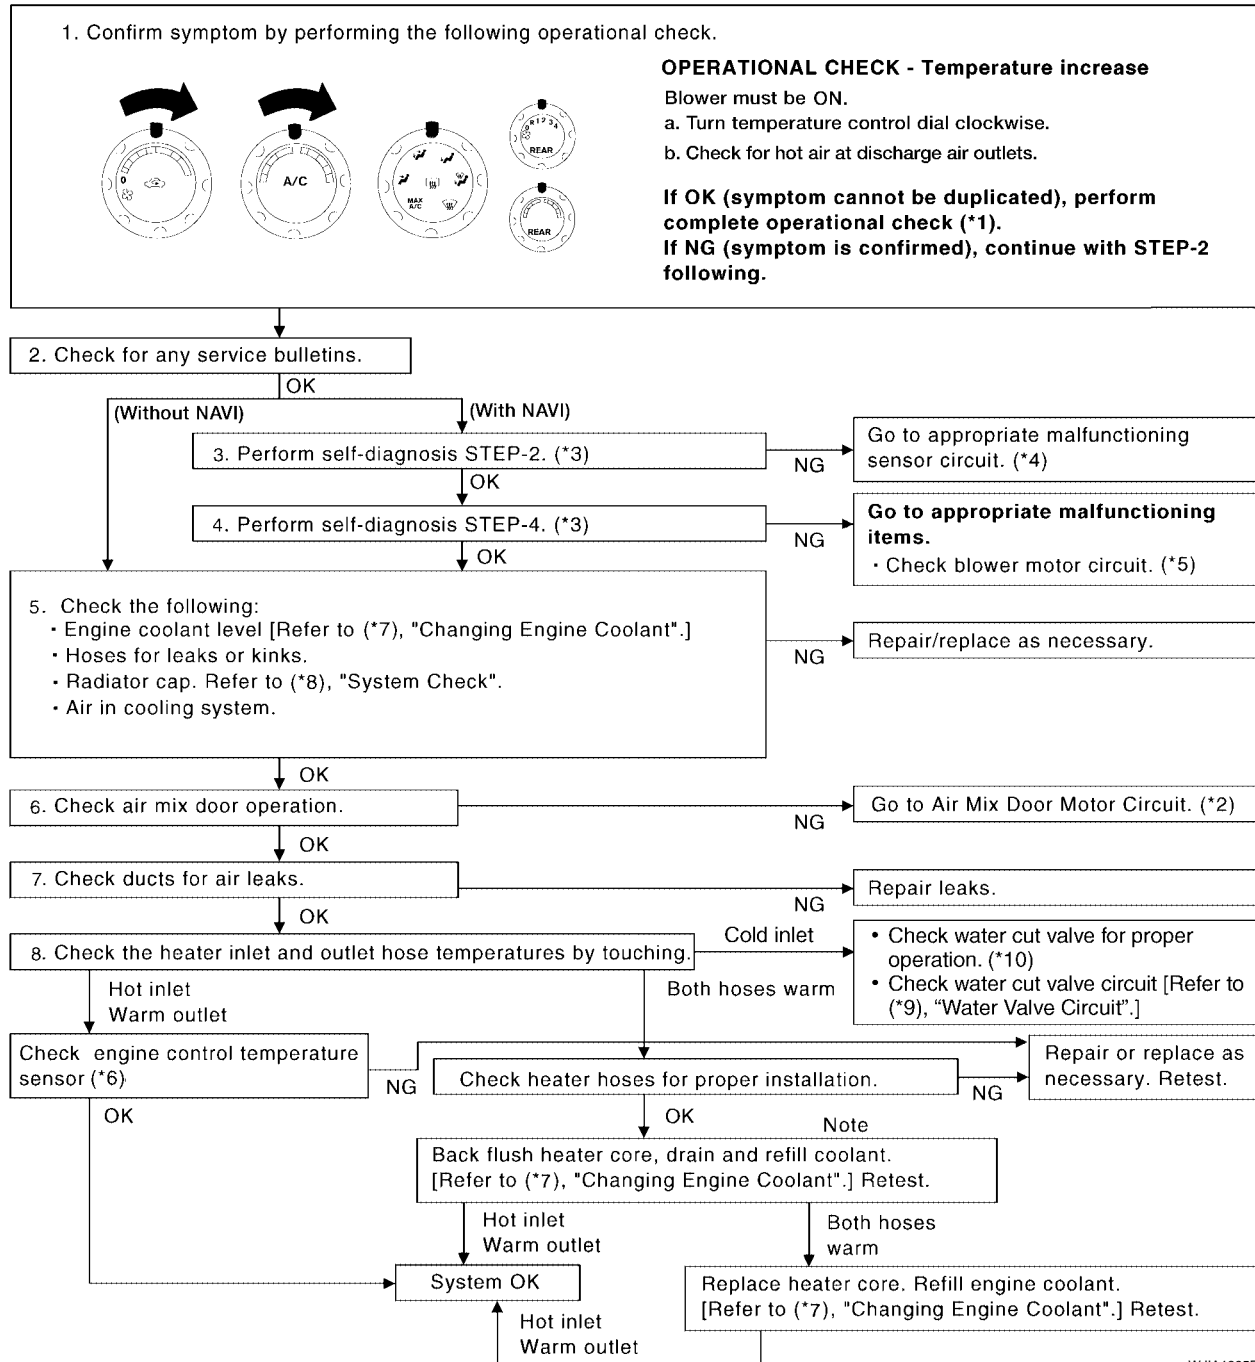 1. Confirm symptom by performing the following operational check.
OPERATIONAL CHECK - Temperature increase
Blower must be ON.
a. Turn temperature control dial clockwise.
b. Check for hot air at discharge air outlets.
If OK (symptom cannot be duplicated), perform
complete operational check (*1).
If NG (symptom is confirmed), continue with STEP-2
following.
0
A/C
MAX
A/C
0 R 1 2 3 4
REAR
REAR
2. Check for any service bulletins.
OK
(Without NAVI)
(With NAVI)
3. Perform self-diagnosis STEP-2. (*3)
NG
Go to appropriate malfunctioning
sensor circuit. (*4)
OK
4. Perform self-diagnosis STEP-4. (*3)
NG
Go to appropriate malfunctioning
items.
· Check blower motor circuit. (*5)
OK
5. Check the following:
· Engine coolant level [Refer to (*7), "Changing Engine Coolant".]
· Hoses for leaks or kinks.
· Radiator cap. Refer to (*8), "System Check".
· Air in cooling system.
NG
Repair/replace as necessary.
OK
6. Check air mix door operation.
NG
Go to Air Mix Door Motor Circuit. (*2)
OK
7. Check ducts for air leaks.
NG
Repair leaks.
OK
8. Check the heater inlet and outlet hose temperatures by touching.
Cold inlet
• Check water cut valve for proper
operation. (*10)
• Check water cut valve circuit [Refer to
(*9), “Water Valve Circuit”.]
Hot inlet
Warm outlet
Both hoses warm
Check engine control temperature
sensor (*6)
NG
Check heater hoses for proper installation.
NG
Repair or replace as
necessary. Retest.
OK
OK
Note
Back flush heater core, drain and refill coolant.
[Refer to (*7), "Changing Engine Coolant".] Retest.
Hot inlet
Warm outlet
Both hoses
warm
System OK
Replace heater core. Refill engine coolant.
[Refer to (*7), "Changing Engine Coolant".] Retest.
Hot inlet
Warm outlet